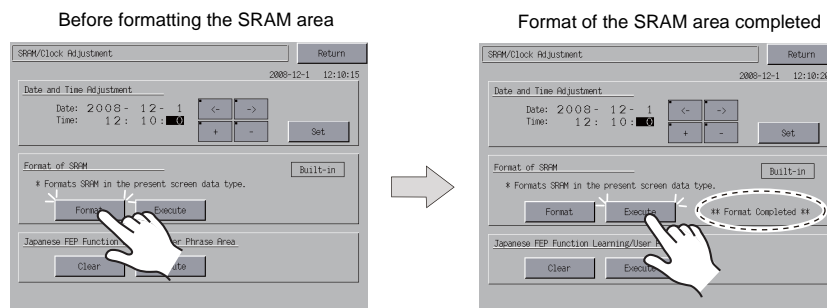 Before formatting the SRAM area
SRAM/Clock Adjustment
Return
2008-12-1 12:10:15
Date and Time Adjustment
Date: 2008- 12- 1
Time: 12: 10: 0
<- ->
+ -
Set
Format of SRAM
Built-in
* Formats SRAM in the present screen data type.
Format
Execute
Japanese FEP Function Phrase Area
Clear
Format of the SRAM area completed
SRAM/Clock Adjustment
Return
2008-12-1 12:10:20
Date and Time Adjustment
Date: 2008- 12- 1
Time: 12: 10: 0
<- ->
+ -
Set
Format of SRAM
Built-in
* Formats SRAM in the present screen data type.
Format
Execute
** Format Completed **
Japanese FEP Function Learning/User
Clear
Execute